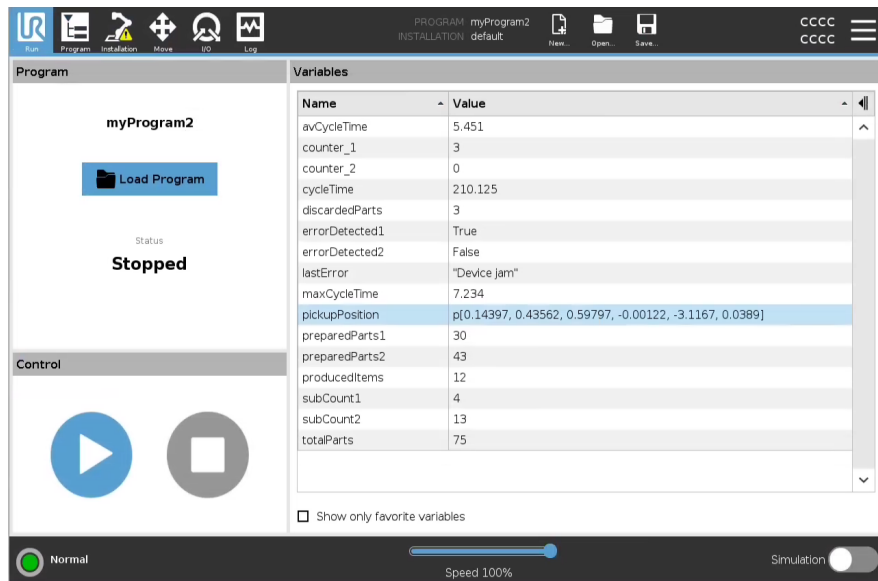 UR
PROGRAM myProgram2
INSTALLATION default
CCCC
CCCC
Run Program Installation Move I/O Log New... Open... Save...
Program
Variables
myProgram2
Load Program
Status
Stopped
Control
Name Value
avCycleTime 5.451
counter_1 3
counter_2 0
cycleTime 210.125
discardedParts 3
errorDetected1 True
errorDetected2 False
lastError "Device jam"
maxCycleTime 7.234
pickupPosition p[0.14397, 0.43562, 0.59797, -0.00122, -3.1167, 0.0389]
preparedParts1 30
preparedParts2 43
producedItems 12
subCount1 4
subCount2 13
totalParts 75
Show only favorite variables
Normal
Speed 100%
Simulation